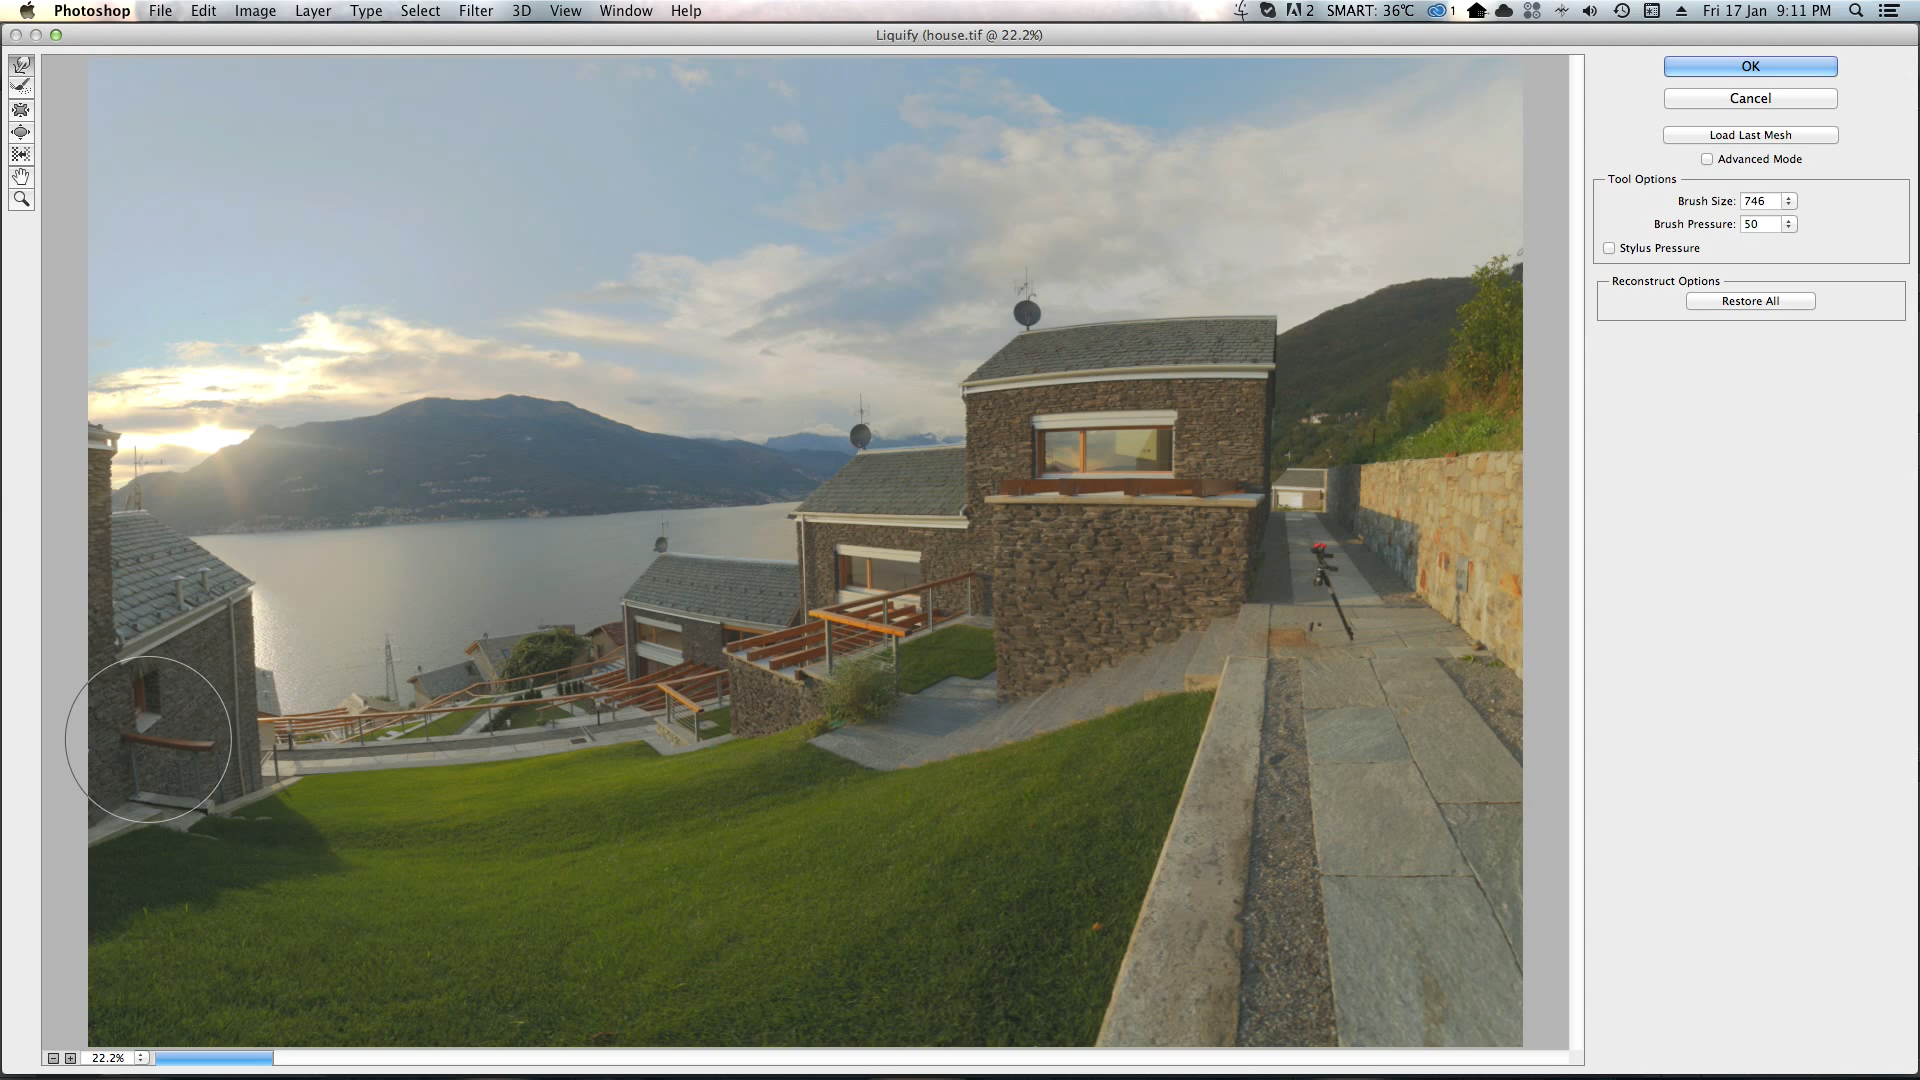 Photoshop File Edit Image Layer Type Select Filter 3D View Window Help 2 SMART: 36°C 1 Fri 17 Jan 9:11 PM
Liquify (house.tif @ 22.2%)
OK
Cancel
Load Last Mesh
Advanced Mode
Tool Options
Brush Size: 746
Brush Pressure: 50
Stylus Pressure
Reconstruct Options
Restore All
22.2%